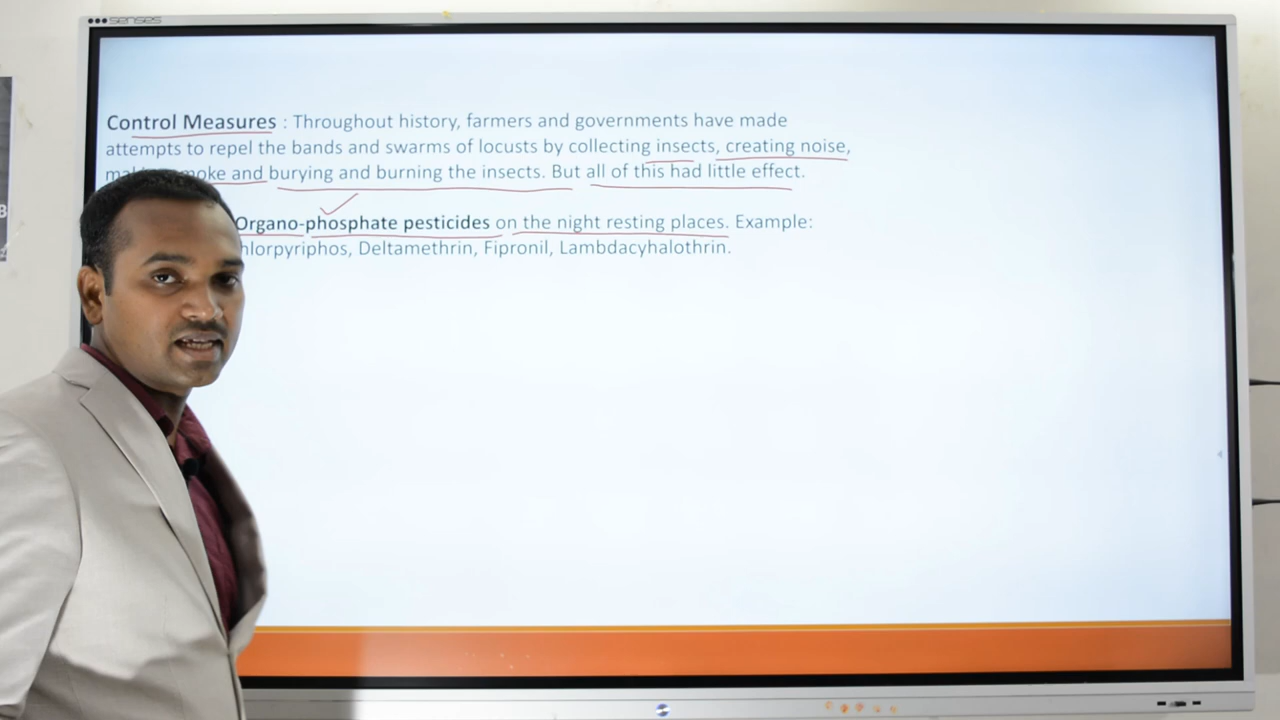 senses
Control Measures : Throughout history, farmers and governments have made
attempts to repel the bands and swarms of locusts by collecting insects, creating noise,
and burying and burning the insects. But all of this had little effect.
Organo-phosphate pesticides on the night resting places. Example:
Deltamethrin, Fipronil, Lambdacyhalothrin.
B